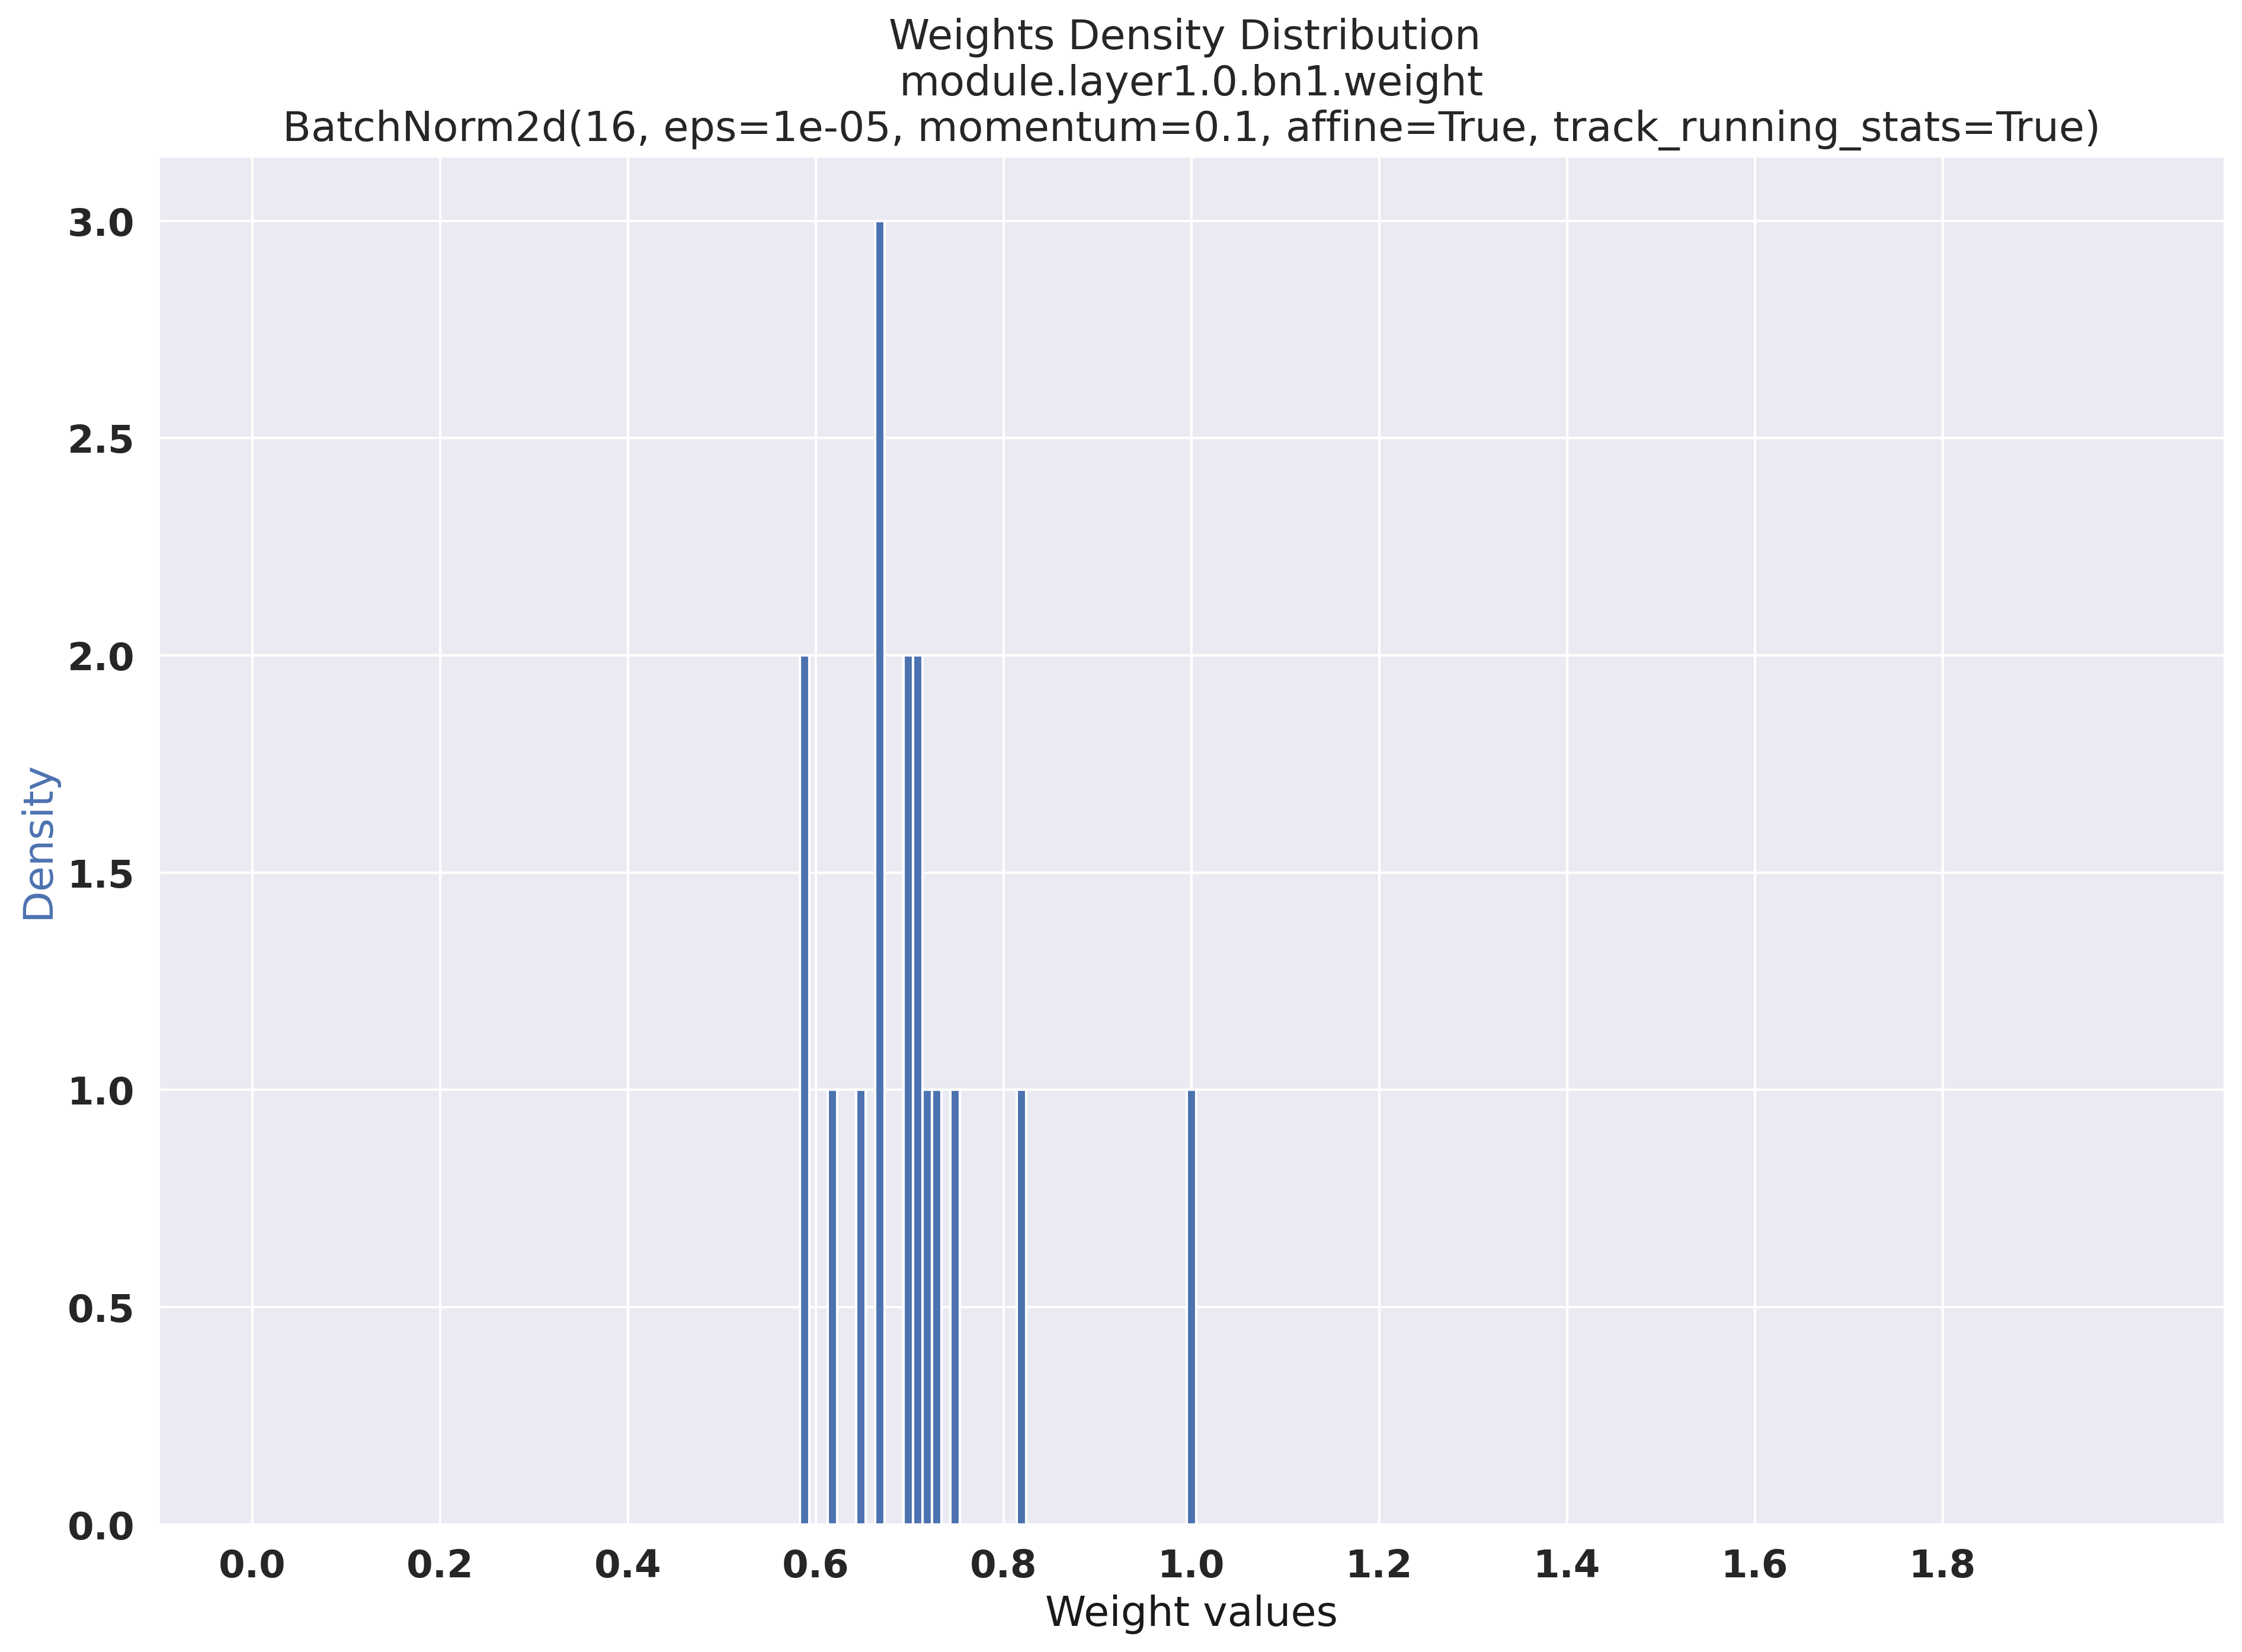 Weights Density Distribution
module.layer1.0.bn1.weight
BatchNorm2d(16, eps=1e-05, momentum=0.1, affine=True, track_running_stats=True)
Density
3.0
2.5
2.0
1.5
1.0
0.5
0.0
0.0 0.2 0.4 0.6 0.8 1.0 1.2 1.4 1.6 1.8
Weight values